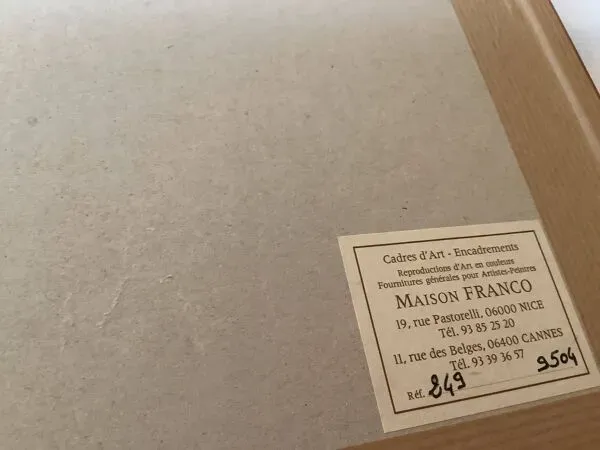 Cadres d'Art - Encadrements
Reproductions d'Art en couleurs
Fournitures générales pour Artistes-Peintres
MAISON FRANCO
19, rue Pastorelli, 06000 NICE
Tél. 93 85 25 20
11, rue des Belges, 06400 CANNES
Tél. 93 39 36 57
Réf. 849 9504